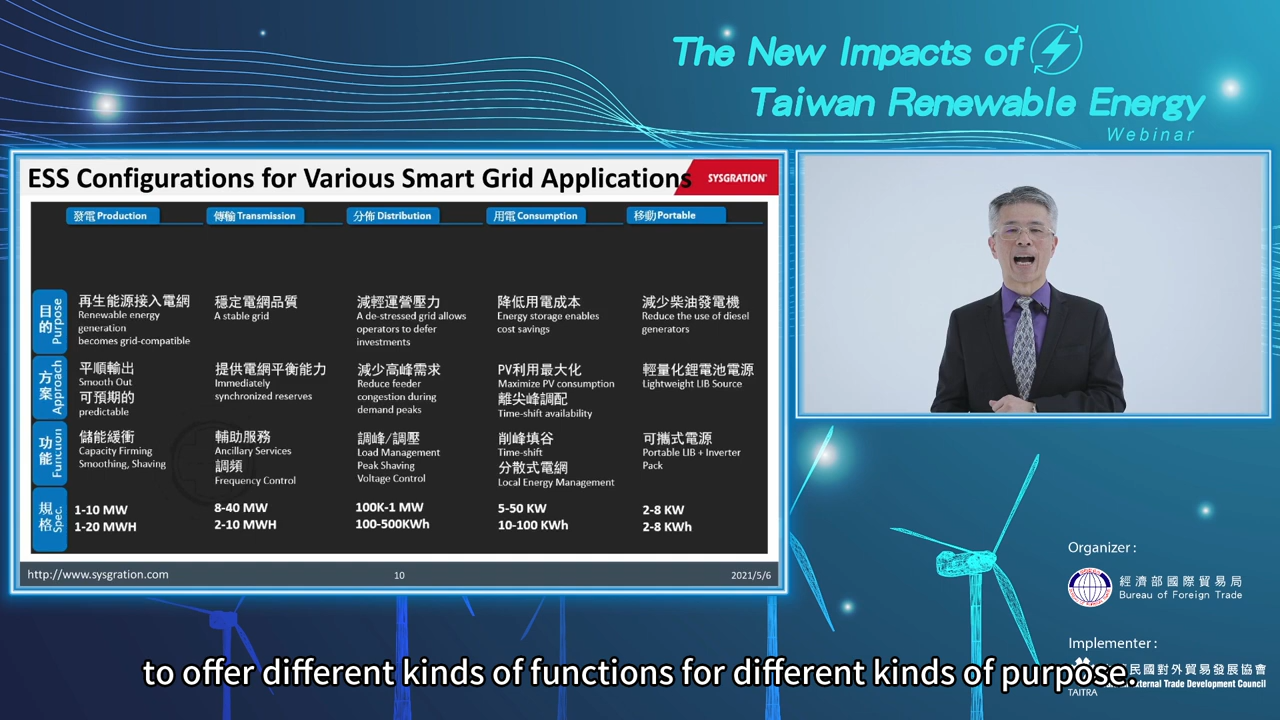 The New Impacts of
Taiwan Renewable Energy
Webinar
ESS Configurations for Various Smart Grid Applications
SYSGRATION
發電 Production
傳輸 Transmission
分佈 Distribution
用電 Consumption
移動 Portable
目的 Purpose
再生能源接入電網
Renewable energy
generation
becomes grid-compatible
穩定電網品質
A stable grid
減輕運營壓力
A de-stressed grid allows
operators to defer
investments
降低用電成本
Energy storage enables
cost savings
減少柴油發電機
Reduce the use of diesel
generators
方案 Approach
平順輸出
Smooth Out
可預期的
predictable
提供電網平衡能力
Immediately
synchronized reserves
減少高峰需求
Reduce feeder
congestion during
demand peaks
PV利用最大化
Maximize PV consumption
離尖峰調配
Time-shift availability
輕量化鋰電池電源
Lightweight LIB Source
功能 Function
儲能緩衝
Capacity Firming
Smoothing, Shaving
輔助服務
Ancillary Services
調頻
Frequency Control
調峰/調壓
Load Management
Peak Shaving
Voltage Control
削峰填谷
Time-shift
分散式電網
Local Energy Management
可攜式電源
Portable LIB + Inverter
Pack
規格 Spec.
1-10 MW
1-20 MWH
8-40 MW
2-10 MWH
100K-1 MW
100-500KWh
5-50 KW
10-100 KWh
2-8 KW
2-8 KWh
http://www.sysgration.com
10
2021/5/6
Organizer :
經濟部國際貿易局
Bureau of Foreign Trade
Implementer :
民國對外貿易發展協會
External Trade Development Council
TAITRA
to offer different kinds of functions for different kinds of purpose.